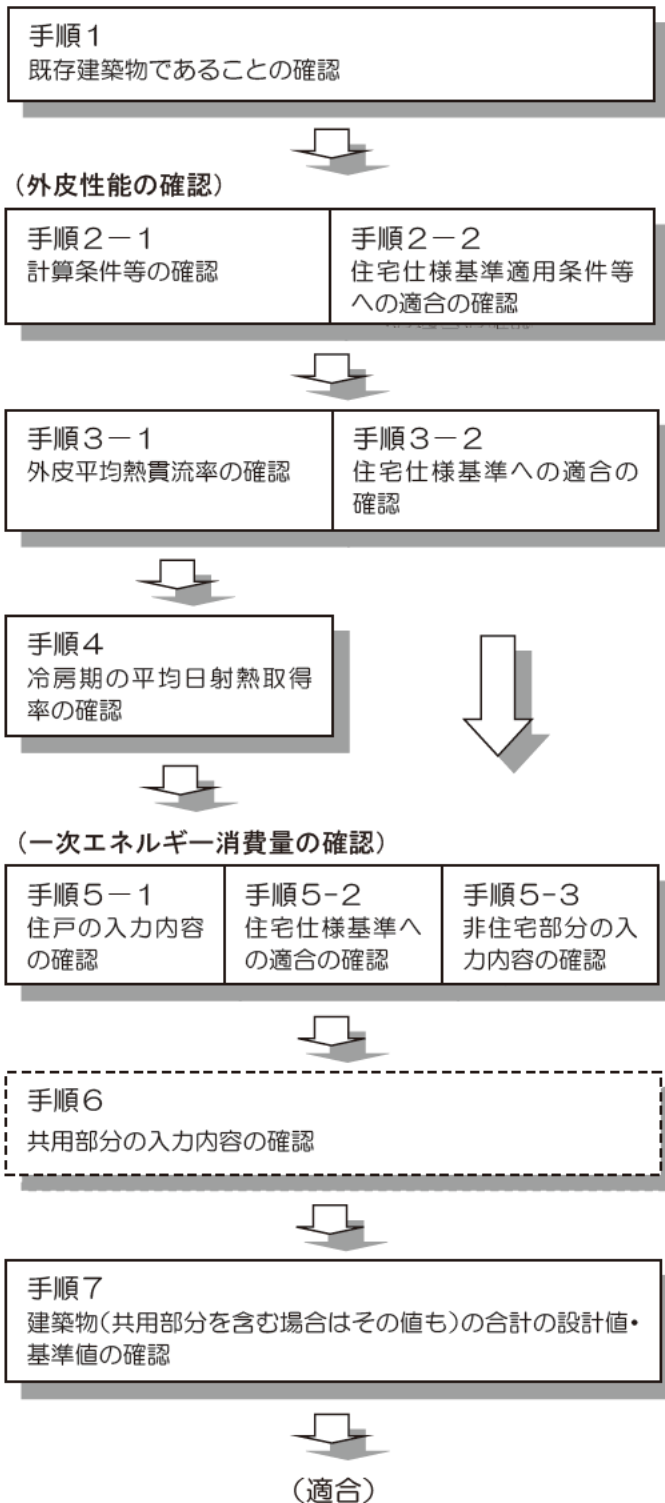 手順1
既存建築物であることの確認
（外皮性能の確認）
手順2－1
計算条件等の確認
手順2－2
住宅仕様基準適用条件等
への適合の確認
手順3－1
外皮平均熱貫流率の確認
手順3－2
住宅仕様基準への適合の
確認
手順4
冷房期の平均日射熱取得
率の確認
（一次エネルギー消費量の確認）
手順5－1
住戸の入力内容
の確認
手順5-2
住宅仕様基準へ
の適合の確認
手順5-3
非住宅部分の入
力内容の確認
手順6
共用部分の入力内容の確認
手順7
建築物（共用部分を含む場合はその値も）の合計の設計値・
基準値の確認
（適合）